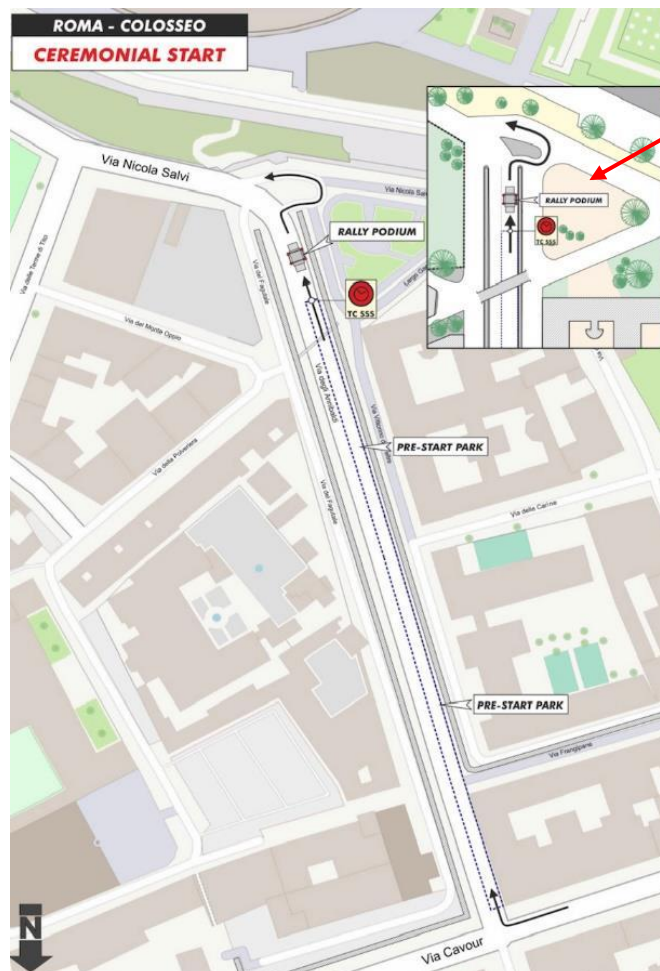 ROMA - COLOSSEO
CEREMONIAL START
Via Nicola Salvi
Via Nicola Salvi
RALLY PODIUM
RALLY PODIUM
TC SSS
TC SSS
Via delle Terme di Tito
Via del Fagutale
Via del Monte Oppio
Via degli Annibaldi
PRE-START PARK
Via della Polveriera
Via del Fagutale
Via delle Carine
PRE-START PARK
Via Frangipane
N
Via Cavour